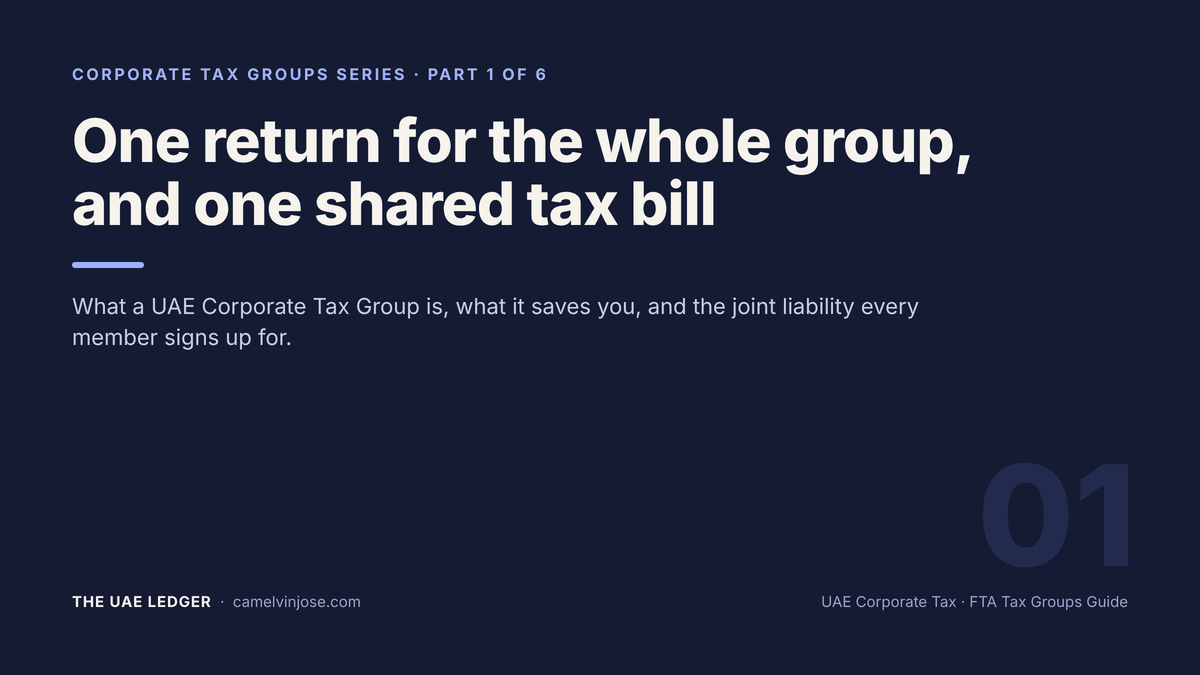 CORPORATE TAX GROUPS SERIES · PART 1 OF 6
One return for the whole group,
and one shared tax bill
What a UAE Corporate Tax Group is, what it saves you, and the joint liability every
member signs up for.
01
THE UAE LEDGER · camelvinjose.com
UAE Corporate Tax · FTA Tax Groups Guide